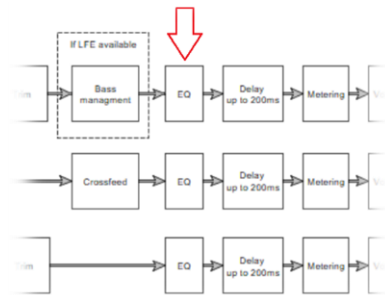 If LFE available
Bass
managment
EQ
Delay
up to 200ms
Metering
Crossfeed
EQ
Delay
up to 200ms
Metering
EQ
Delay
up to 200ms
Metering